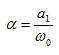 α = a₁/ω₀